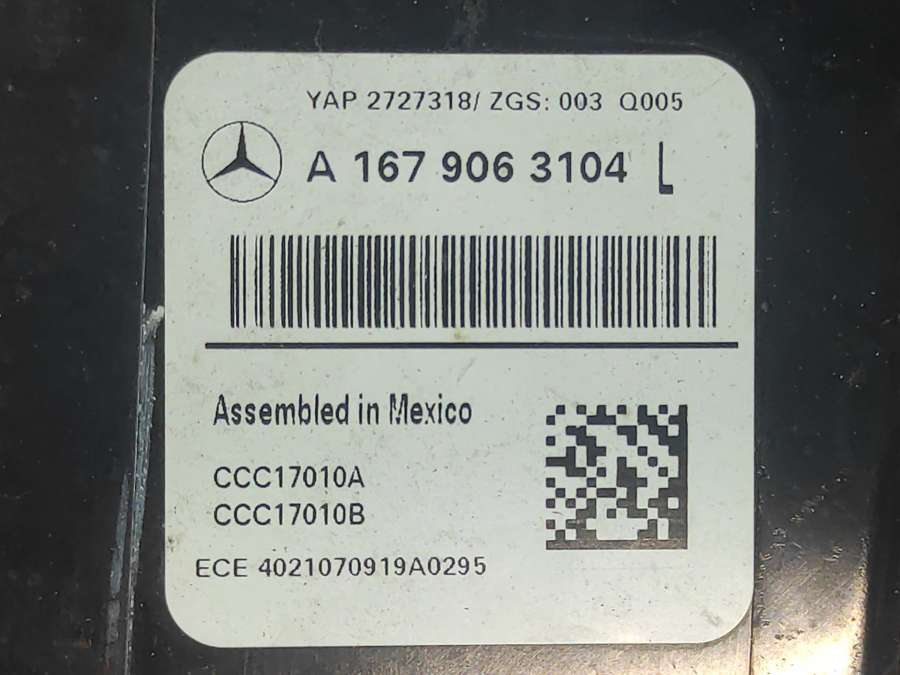 YAP 2727318/ ZGS: 003 Q005
A 167 906 3104 L
Assembled in Mexico
CCC17010A
CCC17010B
ECE 4021070919A0295